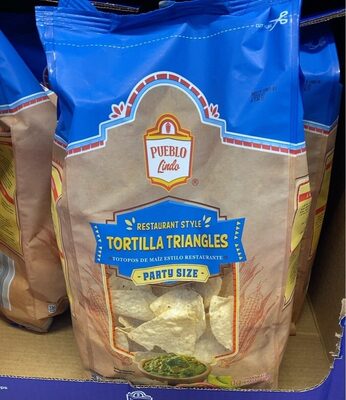 PUEBLO
Lindo
®
RESTAURANT STYLE
TORTILLA TRIANGLES
TOTOPOS DE MAÍZ ESTILO RESTAURANTE
PARTY SIZE